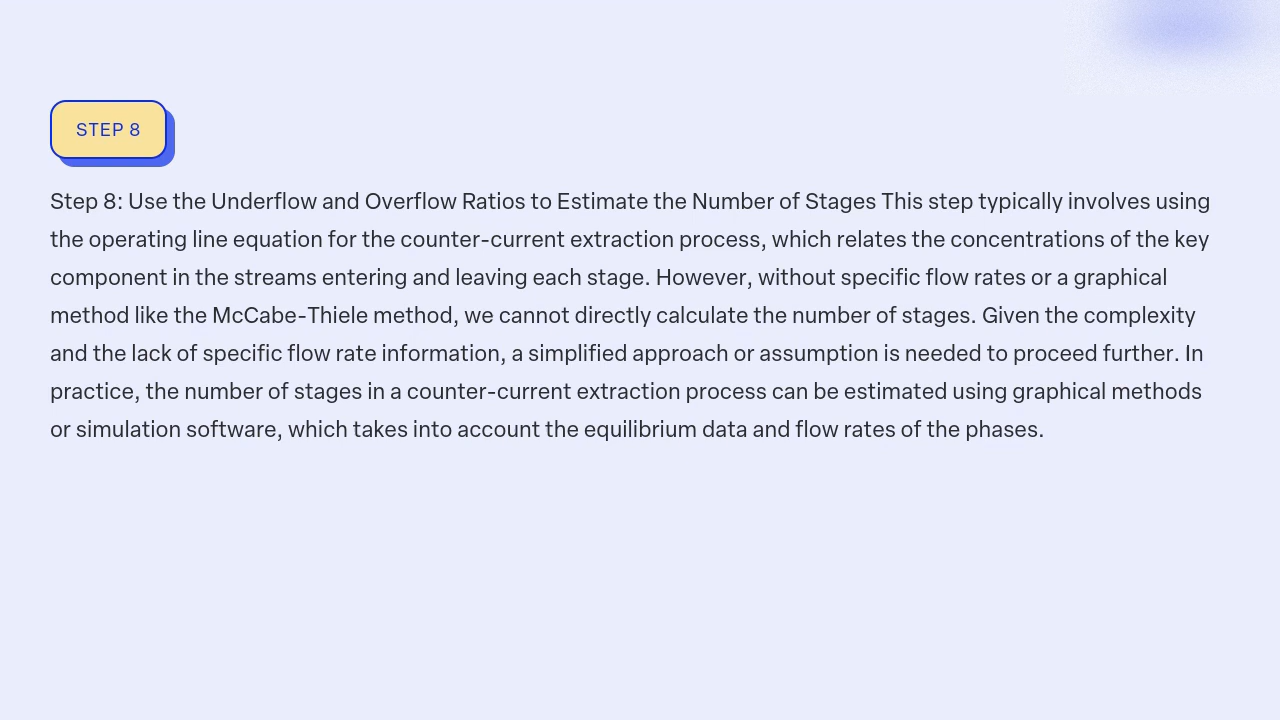 STEP 8
Step 8: Use the Underflow and Overflow Ratios to Estimate the Number of Stages This step typically involves using
the operating line equation for the counter-current extraction process, which relates the concentrations of the key
component in the streams entering and leaving each stage. However, without specific flow rates or a graphical
method like the McCabe-Thiele method, we cannot directly calculate the number of stages. Given the complexity
and the lack of specific flow rate information, a simplified approach or assumption is needed to proceed further. In
practice, the number of stages in a counter-current extraction process can be estimated using graphical methods
or simulation software, which takes into account the equilibrium data and flow rates of the phases.